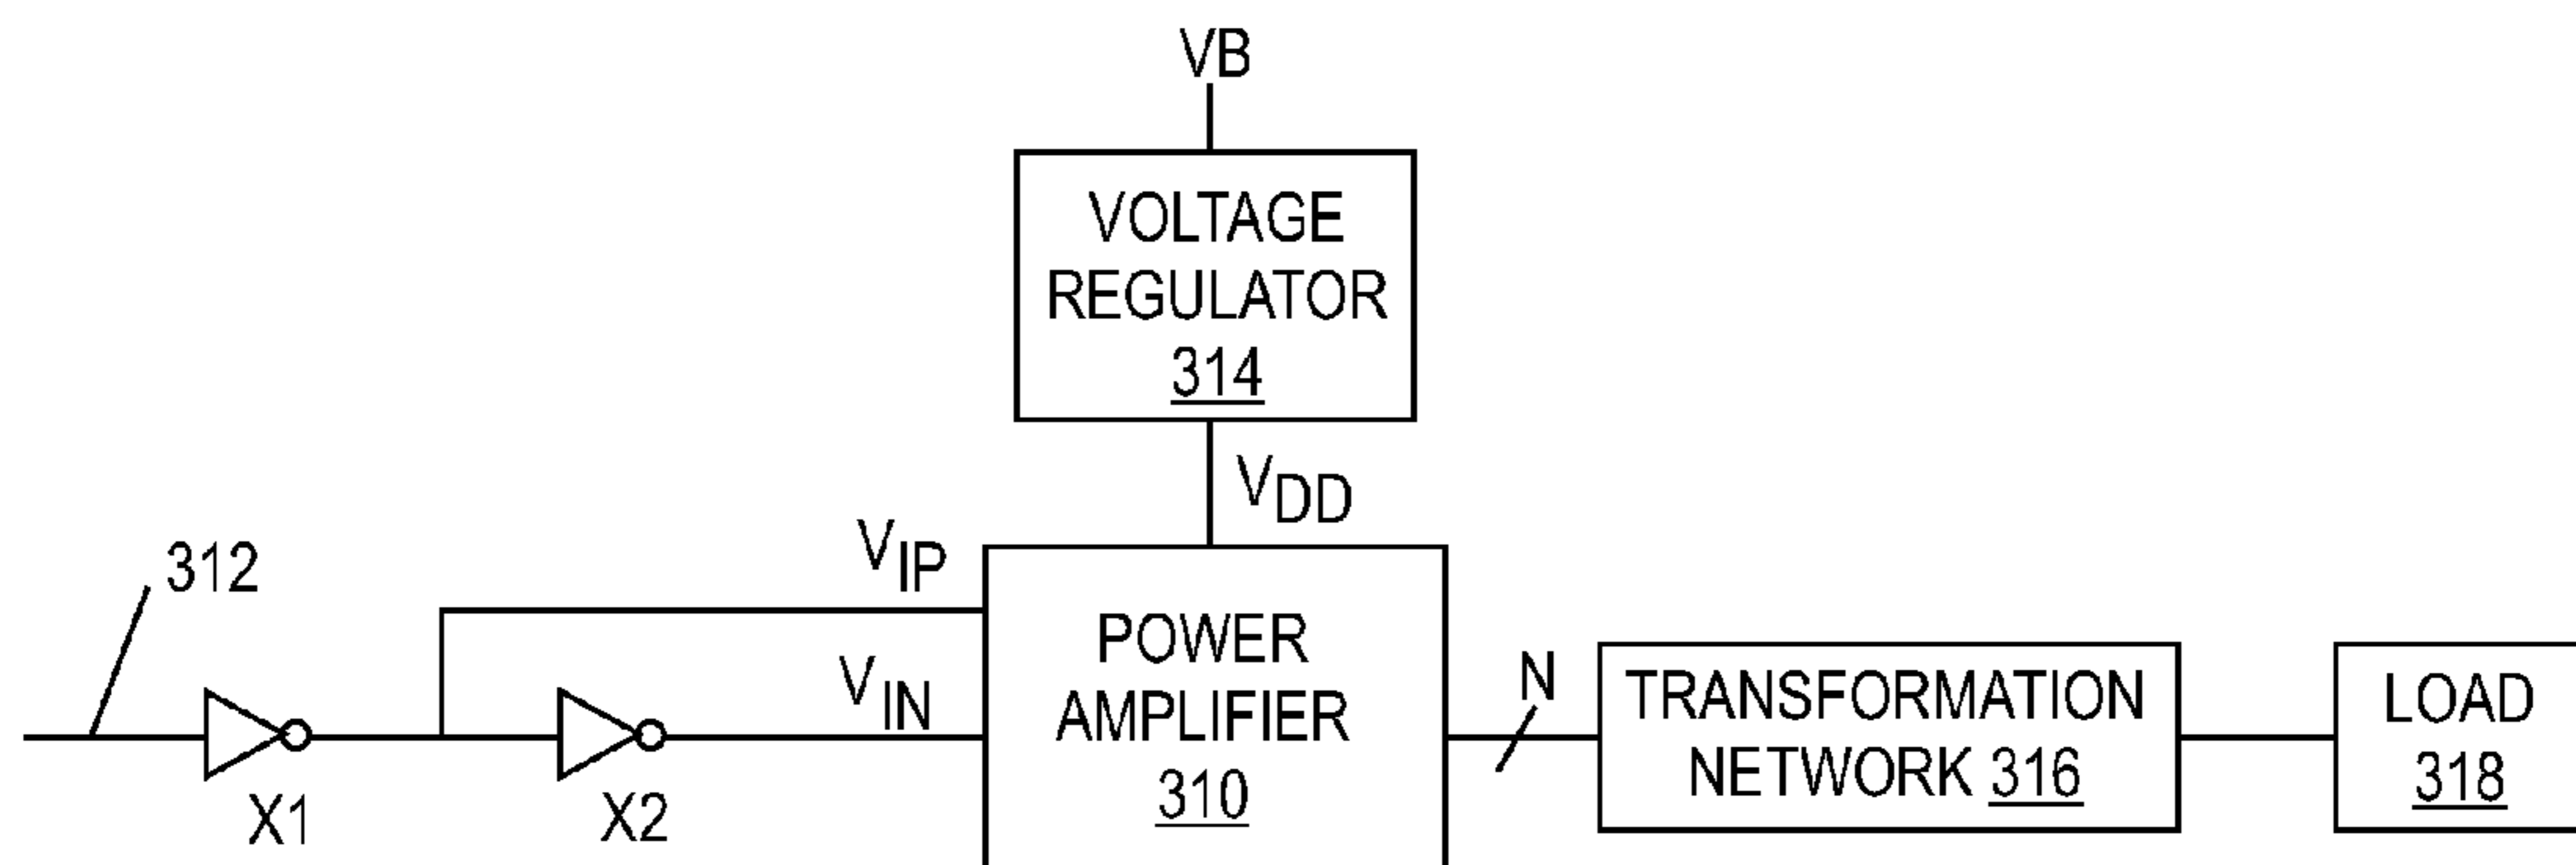 VB
VOLTAGE
REGULATOR
314
VDD
312
VIP
VIN
X1
X2
POWER
AMPLIFIER
310
N
TRANSFORMATION
NETWORK 316
LOAD
318